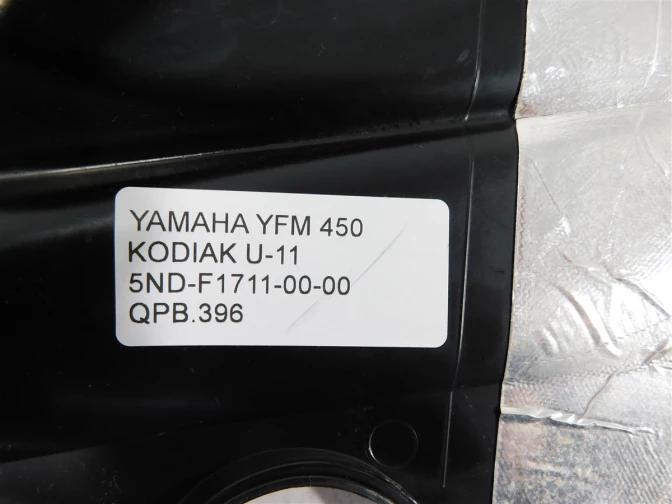 YAMAHA YFM 450
KODIAK U-11
5ND-F1711-00-00
QPB.396